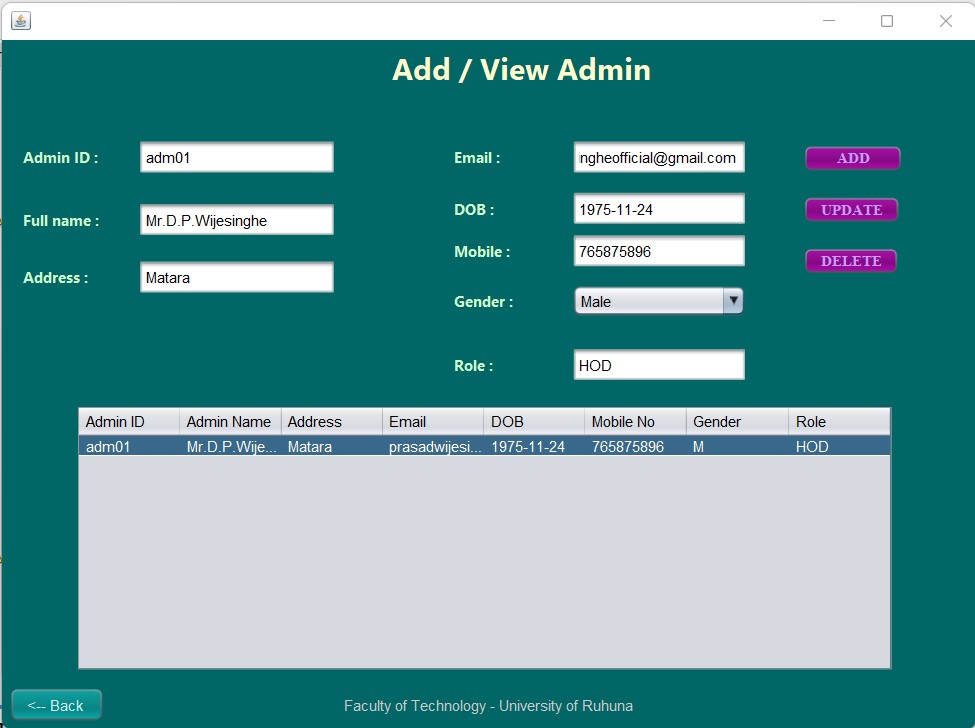 Add / View Admin
Admin ID : adm01 Email : ngheofficial@gmail.com ADD
Full name : Mr.D.P.Wijesinghe DOB : 1975-11-24 UPDATE
Mobile : 765875896
Address : Matara DELETE
Gender : Male
Role : HOD
Admin ID Admin Name Address Email DOB Mobile No Gender Role
adm01 Mr.D.P.Wije... Matara prasadwijesi... 1975-11-24 765875896 M HOD
<-- Back Faculty of Technology - University of Ruhuna